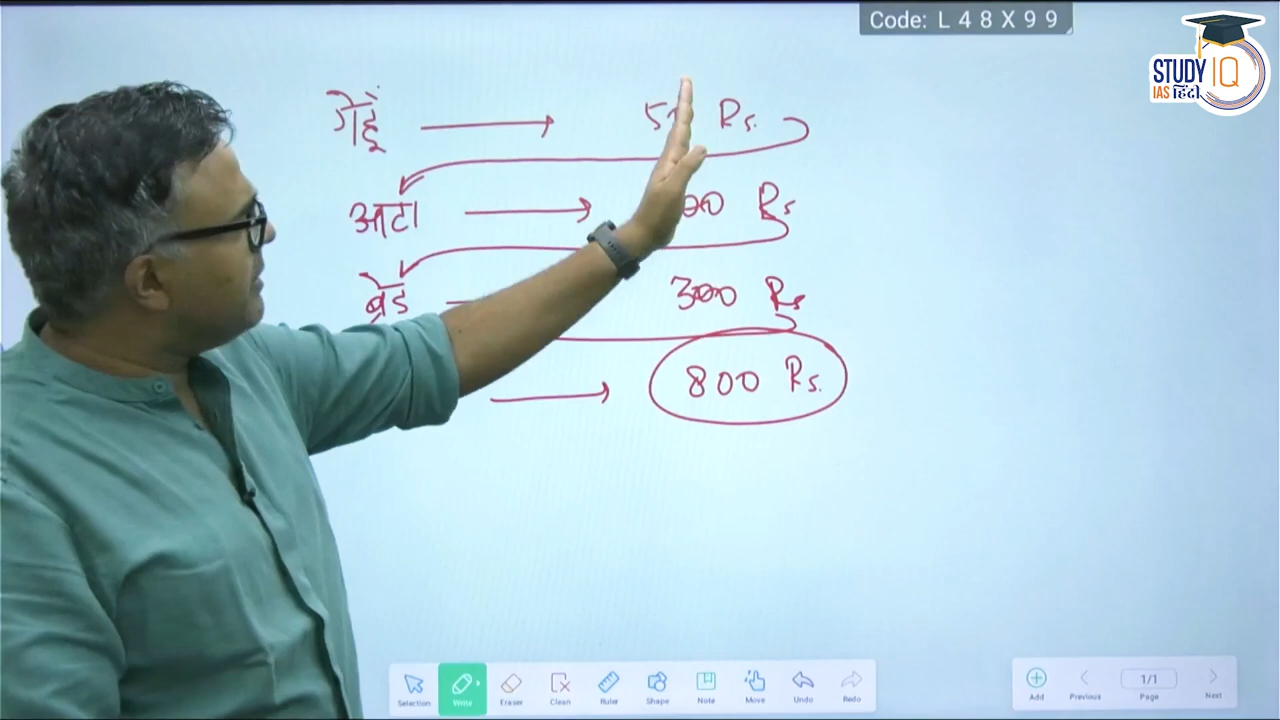 Code: L 4 8 X 9 9
STUDY IQ
IAS हिंदी
गेहूं → Rs.
आटा → Rs
ब्रेड 300 Rs
→ 800 Rs.
Selection Write Eraser Clean Ruler Shape Note Move Undo Redo
Add Previous 1/1 Page Next